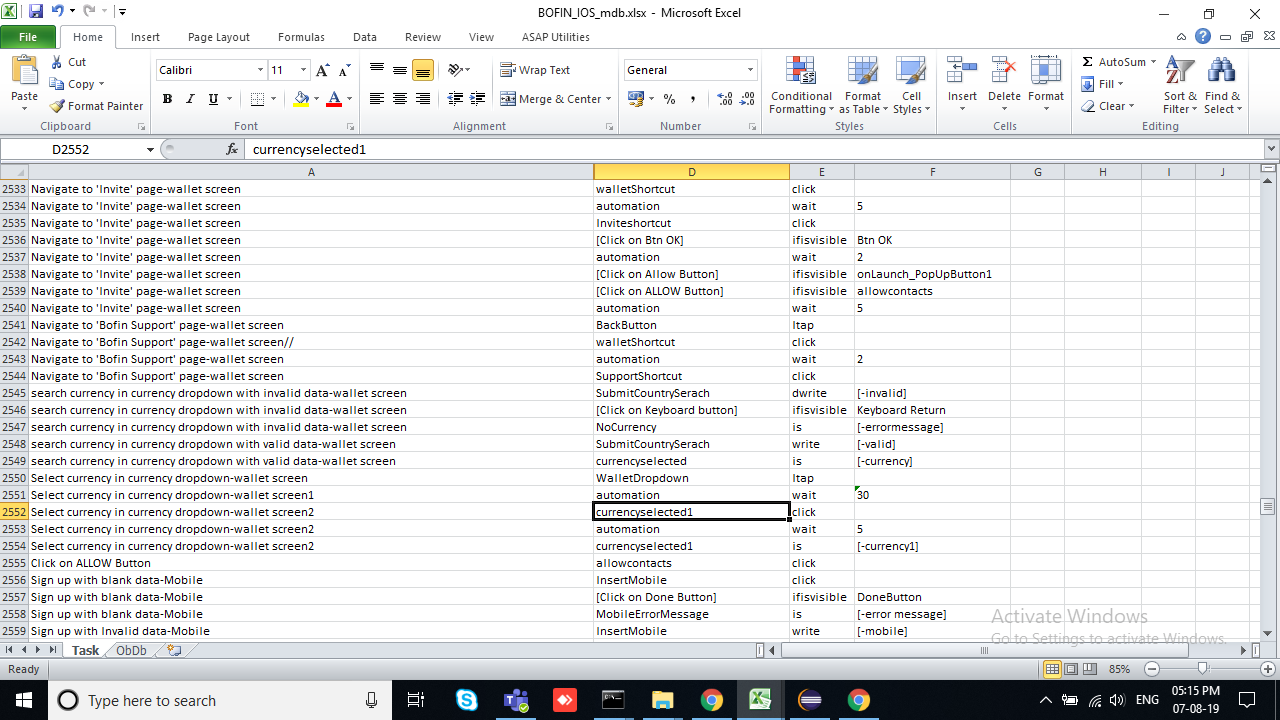 BOFIN_IOS_mdb.xlsx - Microsoft Excel
File Home Insert Page Layout Formulas Data Review View ASAP Utilities
Paste Cut Copy Format Painter Clipboard
Calibri 11 B I U A Font
Wrap Text Merge & Center Alignment
General % , Number
Conditional Formatting Format as Table Cell Styles Styles
Insert Delete Format Cells
AutoSum Fill Clear Sort & Filter Find & Select Editing
D2552 fx currencyselected1
A D E F G H I J
2533 Navigate to 'Invite' page-wallet screen walletShortcut click
2534 Navigate to 'Invite' page-wallet screen automation wait 5
2535 Navigate to 'Invite' page-wallet screen Inviteshortcut click
2536 Navigate to 'Invite' page-wallet screen [Click on Btn OK] ifisvisible Btn OK
2537 Navigate to 'Invite' page-wallet screen automation wait 2
2538 Navigate to 'Invite' page-wallet screen [Click on Allow Button] ifisvisible onLaunch_PopUpButton1
2539 Navigate to 'Invite' page-wallet screen [Click on ALLOW Button] ifisvisible allowcontacts
2540 Navigate to 'Invite' page-wallet screen automation wait 5
2541 Navigate to 'Bofin Support' page-wallet screen BackButton ltap
2542 Navigate to 'Bofin Support' page-wallet screen// walletShortcut click
2543 Navigate to 'Bofin Support' page-wallet screen automation wait 2
2544 Navigate to 'Bofin Support' page-wallet screen SupportShortcut click
2545 search currency in currency dropdown with invalid data-wallet screen SubmitCountrySerach dwrite [-invalid]
2546 search currency in currency dropdown with invalid data-wallet screen [Click on Keyboard button] ifisvisible Keyboard Return
2547 search currency in currency dropdown with invalid data-wallet screen NoCurrency is [-errormessage]
2548 search currency in currency dropdown with valid data-wallet screen SubmitCountrySerach write [-valid]
2549 search currency in currency dropdown with valid data-wallet screen currencyselected is [-currency]
2550 Select currency in currency dropdown-wallet screen WalletDropdown ltap
2551 Select currency in currency dropdown-wallet screen1 automation wait 30
2552 Select currency in currency dropdown-wallet screen2 currencyselected1 click
2553 Select currency in currency dropdown-wallet screen2 automation wait 5
2554 Select currency in currency dropdown-wallet screen2 currencyselected1 is [-currency1]
2555 Click on ALLOW Button allowcontacts click
2556 Sign up with blank data-Mobile InsertMobile click
2557 Sign up with blank data-Mobile [Click on Done Button] ifisvisible DoneButton
2558 Sign up with blank data-Mobile MobileErrorMessage is [-error message]
2559 Sign up with Invalid data-Mobile InsertMobile write [-mobile]
Activate Windows
Go to Settings to activate Windows.
Task ObDb
Ready 85%
Type here to search ENG 05:15 PM
07-08-19